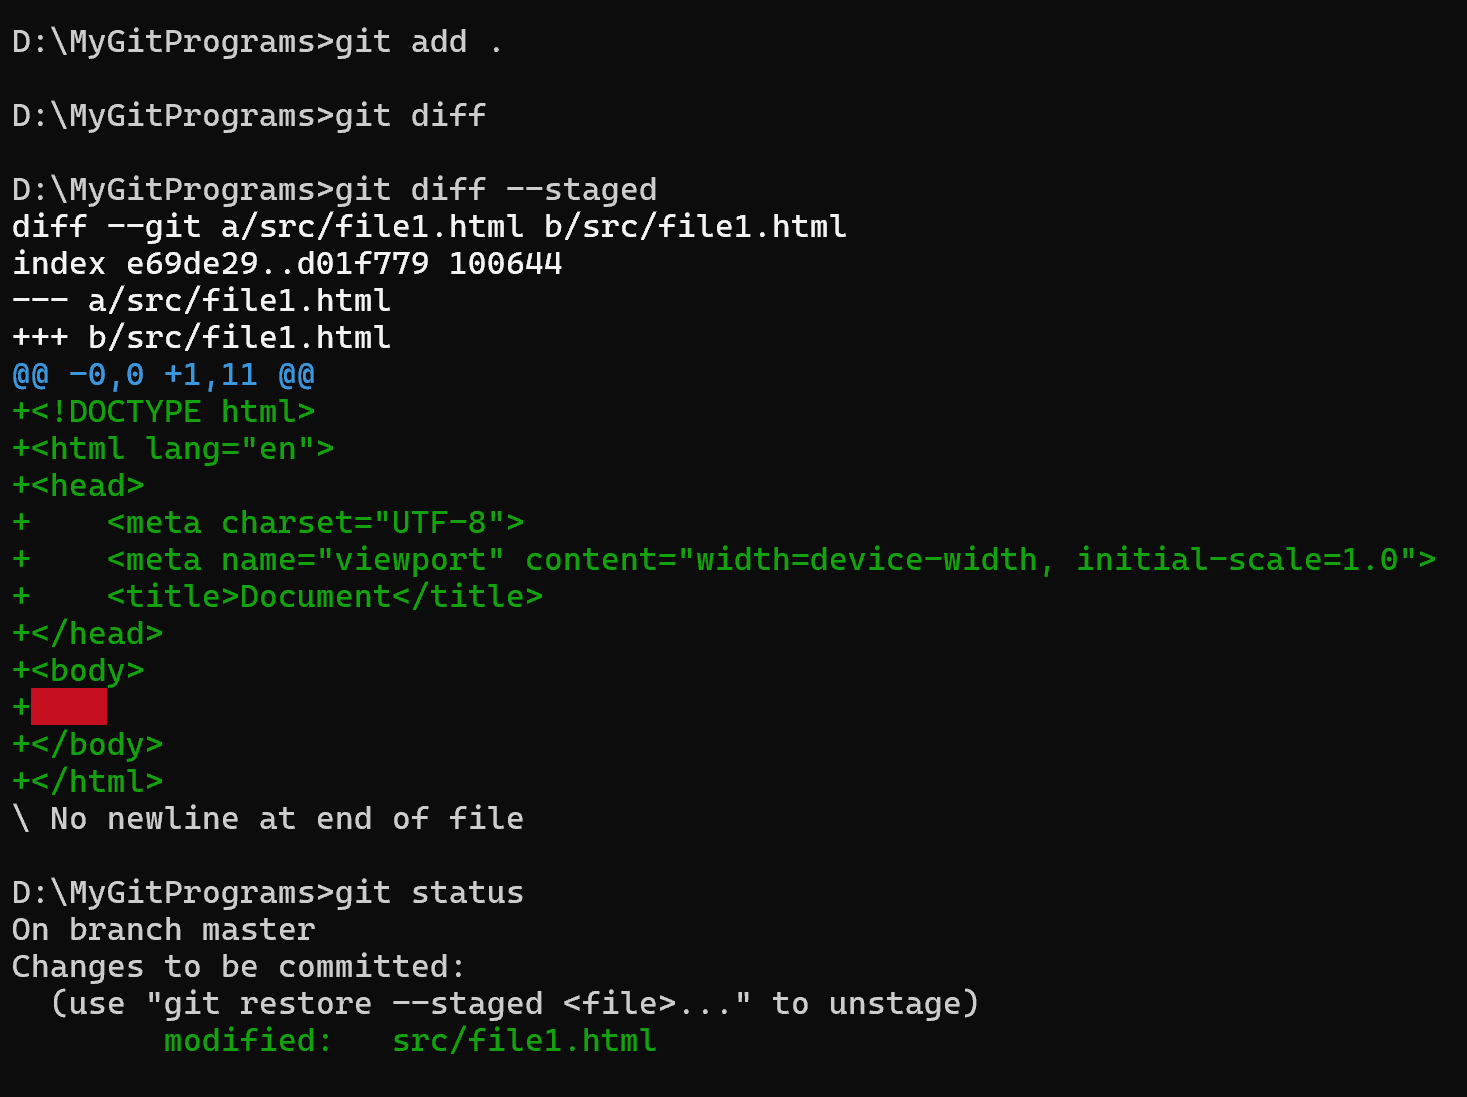 D:\MyGitPrograms>git add .
D:\MyGitPrograms>git diff
D:\MyGitPrograms>git diff --staged
diff --git a/src/file1.html b/src/file1.html
index e69de29..d01f779 100644
--- a/src/file1.html
+++ b/src/file1.html
@@ -0,0 +1,11 @@
+<!DOCTYPE html>
+<html lang="en">
+<head>
+    <meta charset="UTF-8">
+    <meta name="viewport" content="width=device-width, initial-scale=1.0">
+    <title>Document</title>
+</head>
+<body>
+
+</body>
+</html>
\ No newline at end of file
D:\MyGitPrograms>git status
On branch master
Changes to be committed:
  (use "git restore --staged <file>..." to unstage)
        modified:   src/file1.html